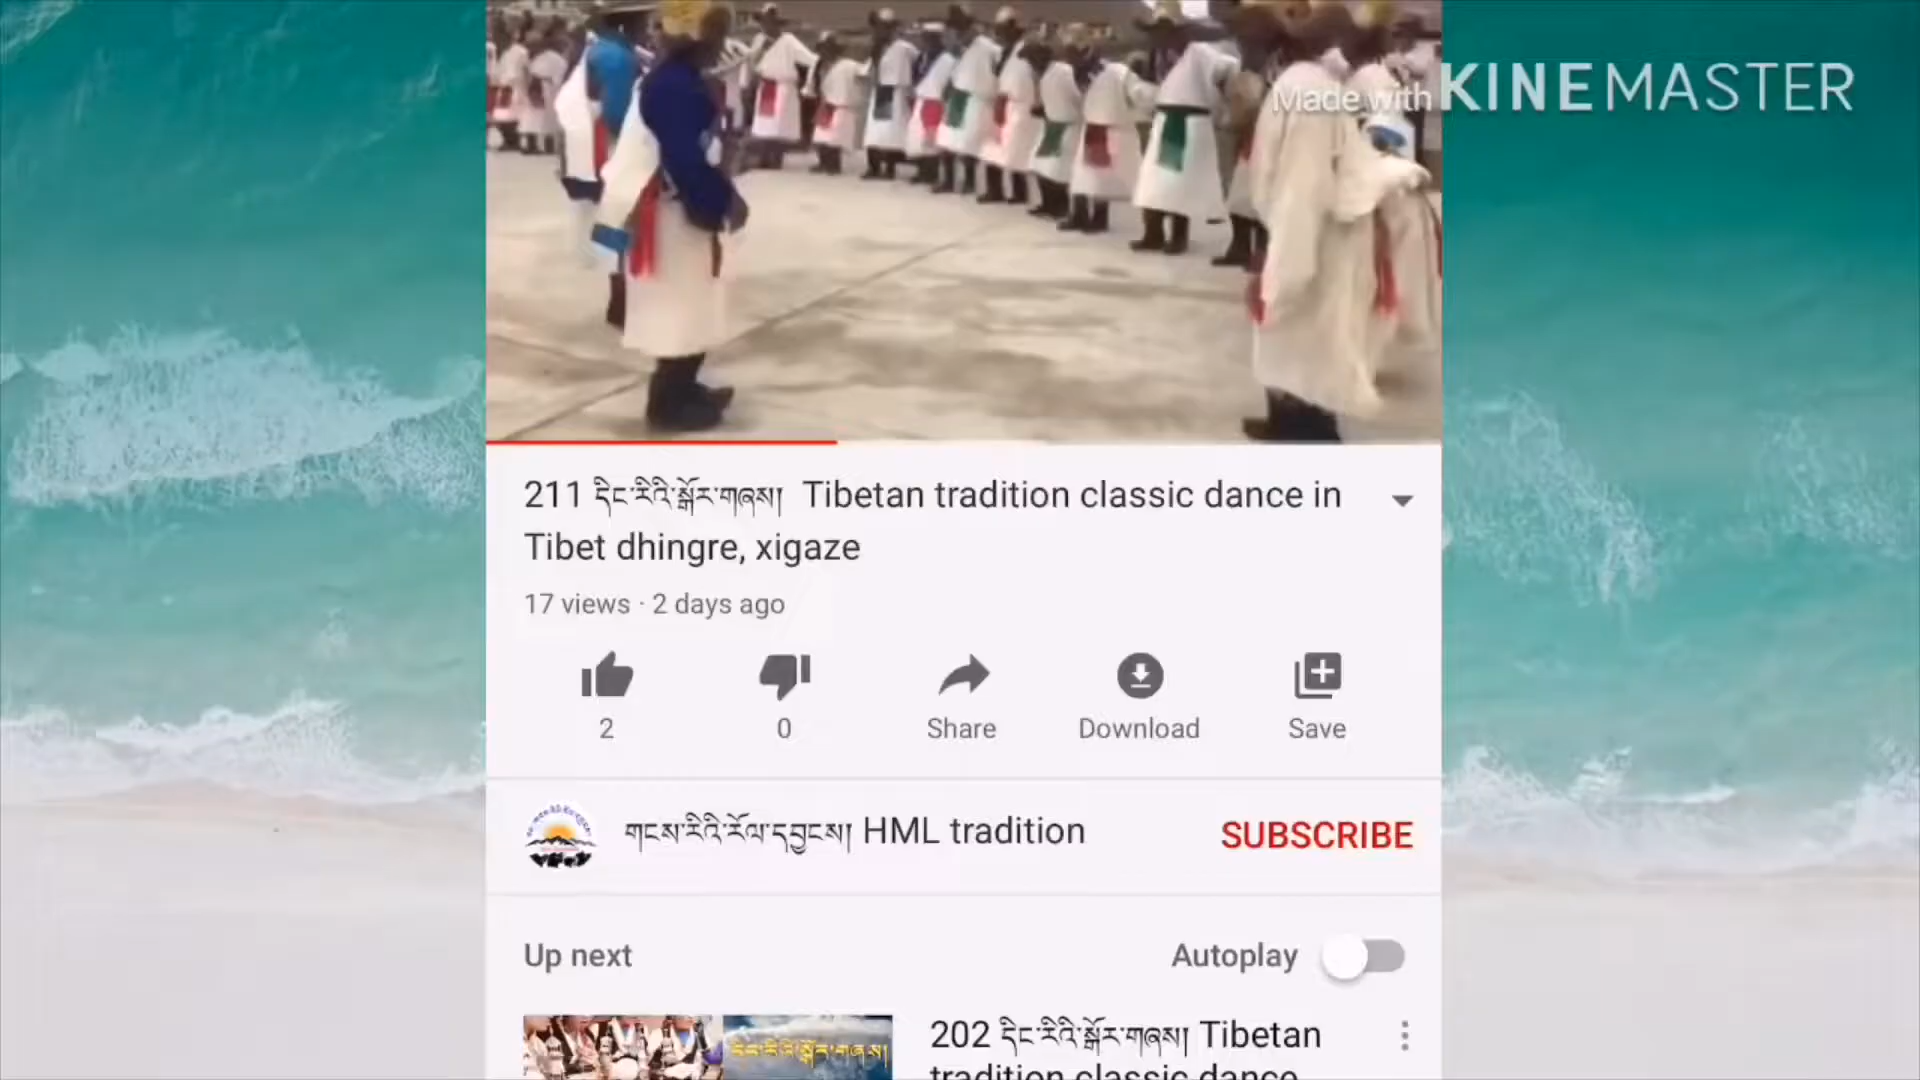 Made with KINEMASTER
211 དིང་རིའི་སྒོར་གཞས། Tibetan tradition classic dance in
Tibet dhingre, xigaze
17 views · 2 days ago
2
0
Share
Download
Save
གངས་རིའི་རོལ་དབྱངས། HML tradition
SUBSCRIBE
Up next
Autoplay
དིང་རིའི་སྒོར་གཞས།
202 དིང་རིའི་སྒོར་གཞས། Tibetan
tradition classic dance